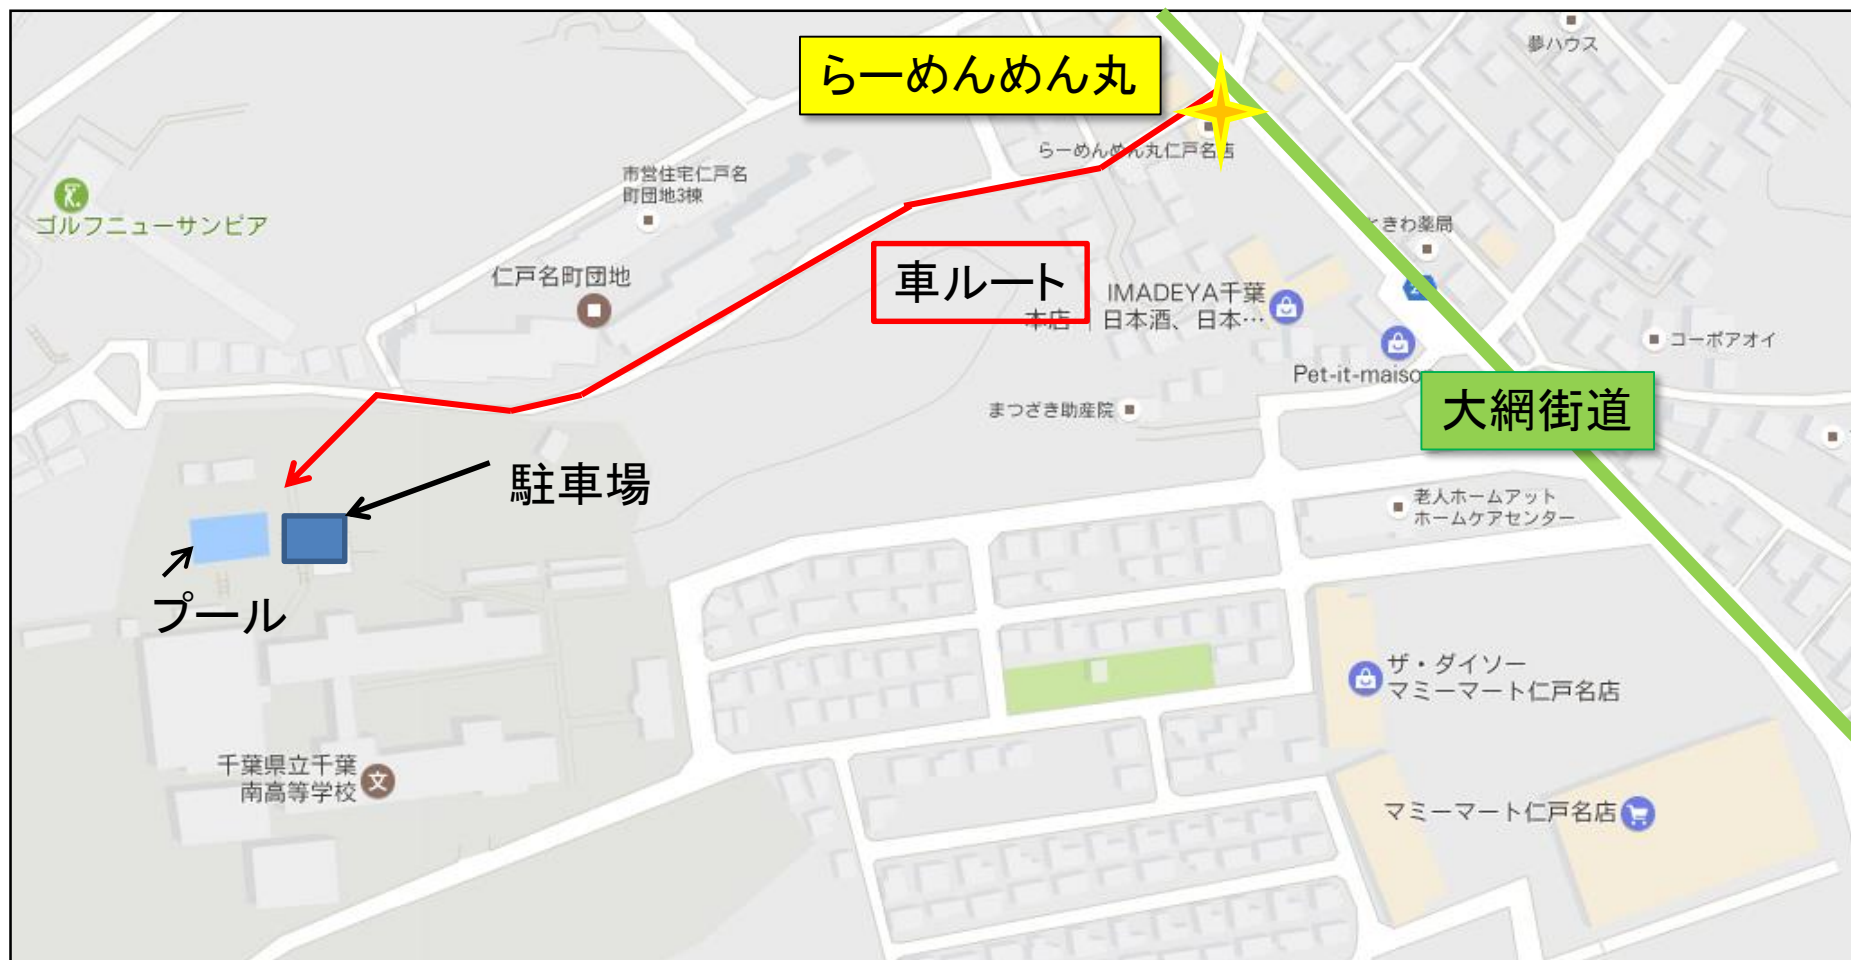 夢ハウス
らーめんめん丸
らーめんめん丸仁戸名店
市営住宅仁戸名
町団地3棟
ゴルフニューサンピア
ときわ薬局
仁戸名町団地
車ルート
IMADEYA千葉
本店 | 日本酒、日本…
コーポアオイ
Pet-it-maison
まつざき助産院
大網街道
駐車場
老人ホームアット
ホームケアセンター
プール
ザ・ダイソー
マミーマート仁戸名店
千葉県立千葉
南高等学校
文
マミーマート仁戸名店